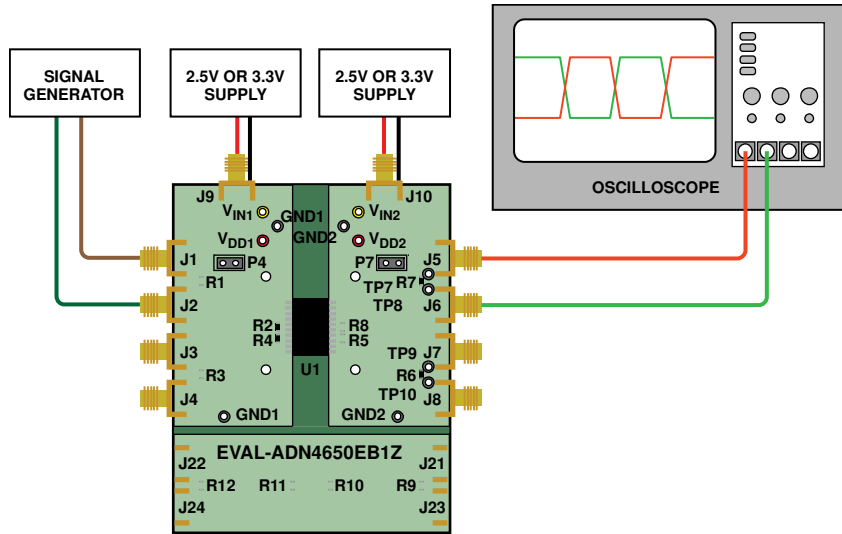 SIGNAL
GENERATOR
2.5V OR 3.3V
SUPPLY
2.5V OR 3.3V
SUPPLY
OSCILLOSCOPE
J9
J10
VIN1
GND1
VIN2
GND2
VDD1
VDD2
J1
P4
P7
J5
R1
R7
TP7
J2
TP8
J6
R2
R8
R4
R5
J3
TP9
J7
U1
R3
R6
TP10
J4
J8
GND1
GND2
EVAL-ADN4650EB1Z
J22
J21
R12
R11
R10
R9
J24
J23